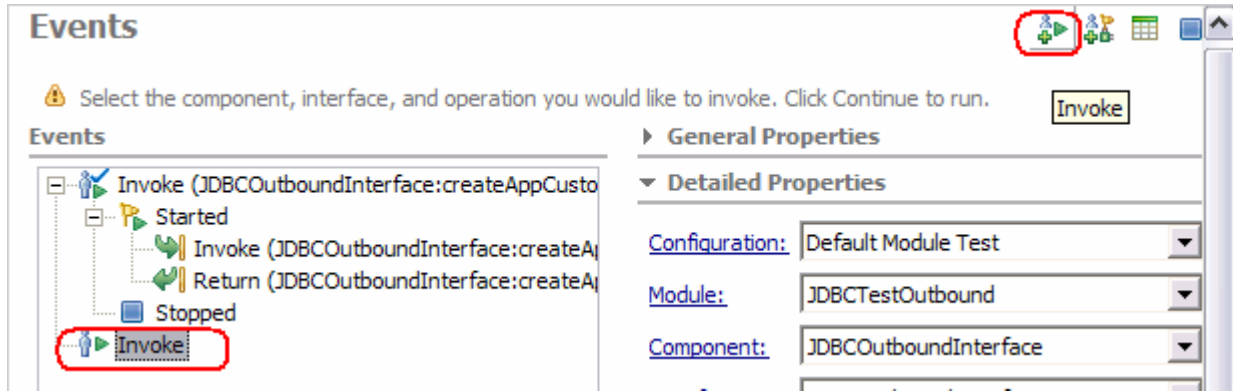 Events
Select the component, interface, and operation you would like to invoke. Click Continue to run.
Invoke
Events
Invoke (JDBCOutboundInterface:createAppCusto
Started
Invoke (JDBCOutboundInterface:createA
Return (JDBCOutboundInterface:createA
Stopped
Invoke
General Properties
Detailed Properties
Configuration: Default Module Test
Module: JDBCTestOutbound
Component: JDBCOutboundInterface